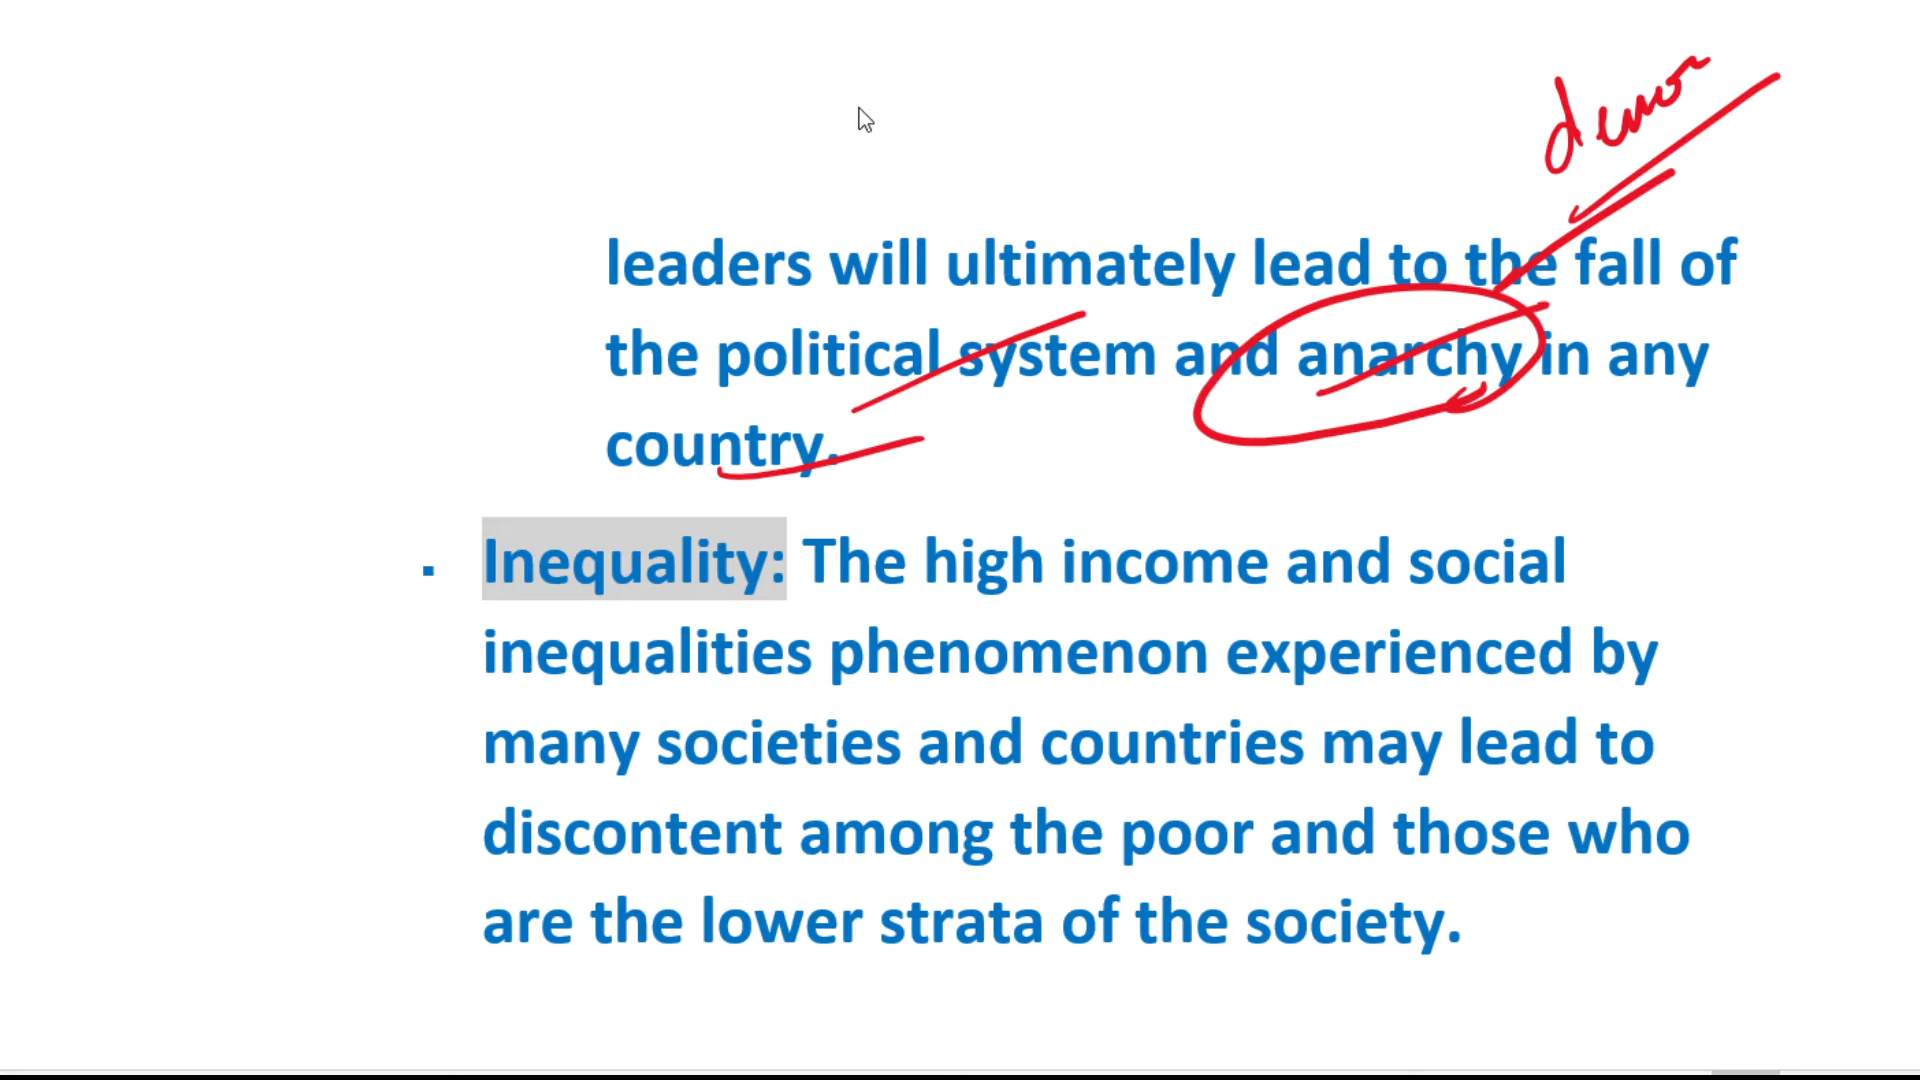 demo
leaders will ultimately lead to the fall of
the political system and anarchy in any
country.
▪ Inequality: The high income and social
inequalities phenomenon experienced by
many societies and countries may lead to
discontent among the poor and those who
are the lower strata of the society.